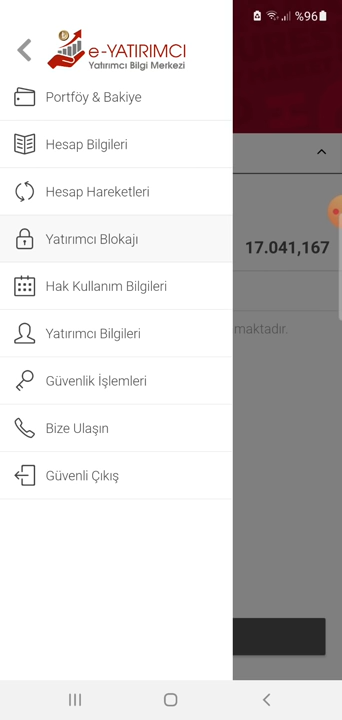 %96
e-YATIRIMCI
Yatırımcı Bilgi Merkezi
Portföy & Bakiye
Hesap Bilgileri
Hesap Hareketleri
Yatırımcı Blokajı
17.041,167
Hak Kullanım Bilgileri
Yatırımcı Bilgileri
maktadır.
Güvenlik İşlemleri
Bize Ulaşın
Güvenli Çıkış